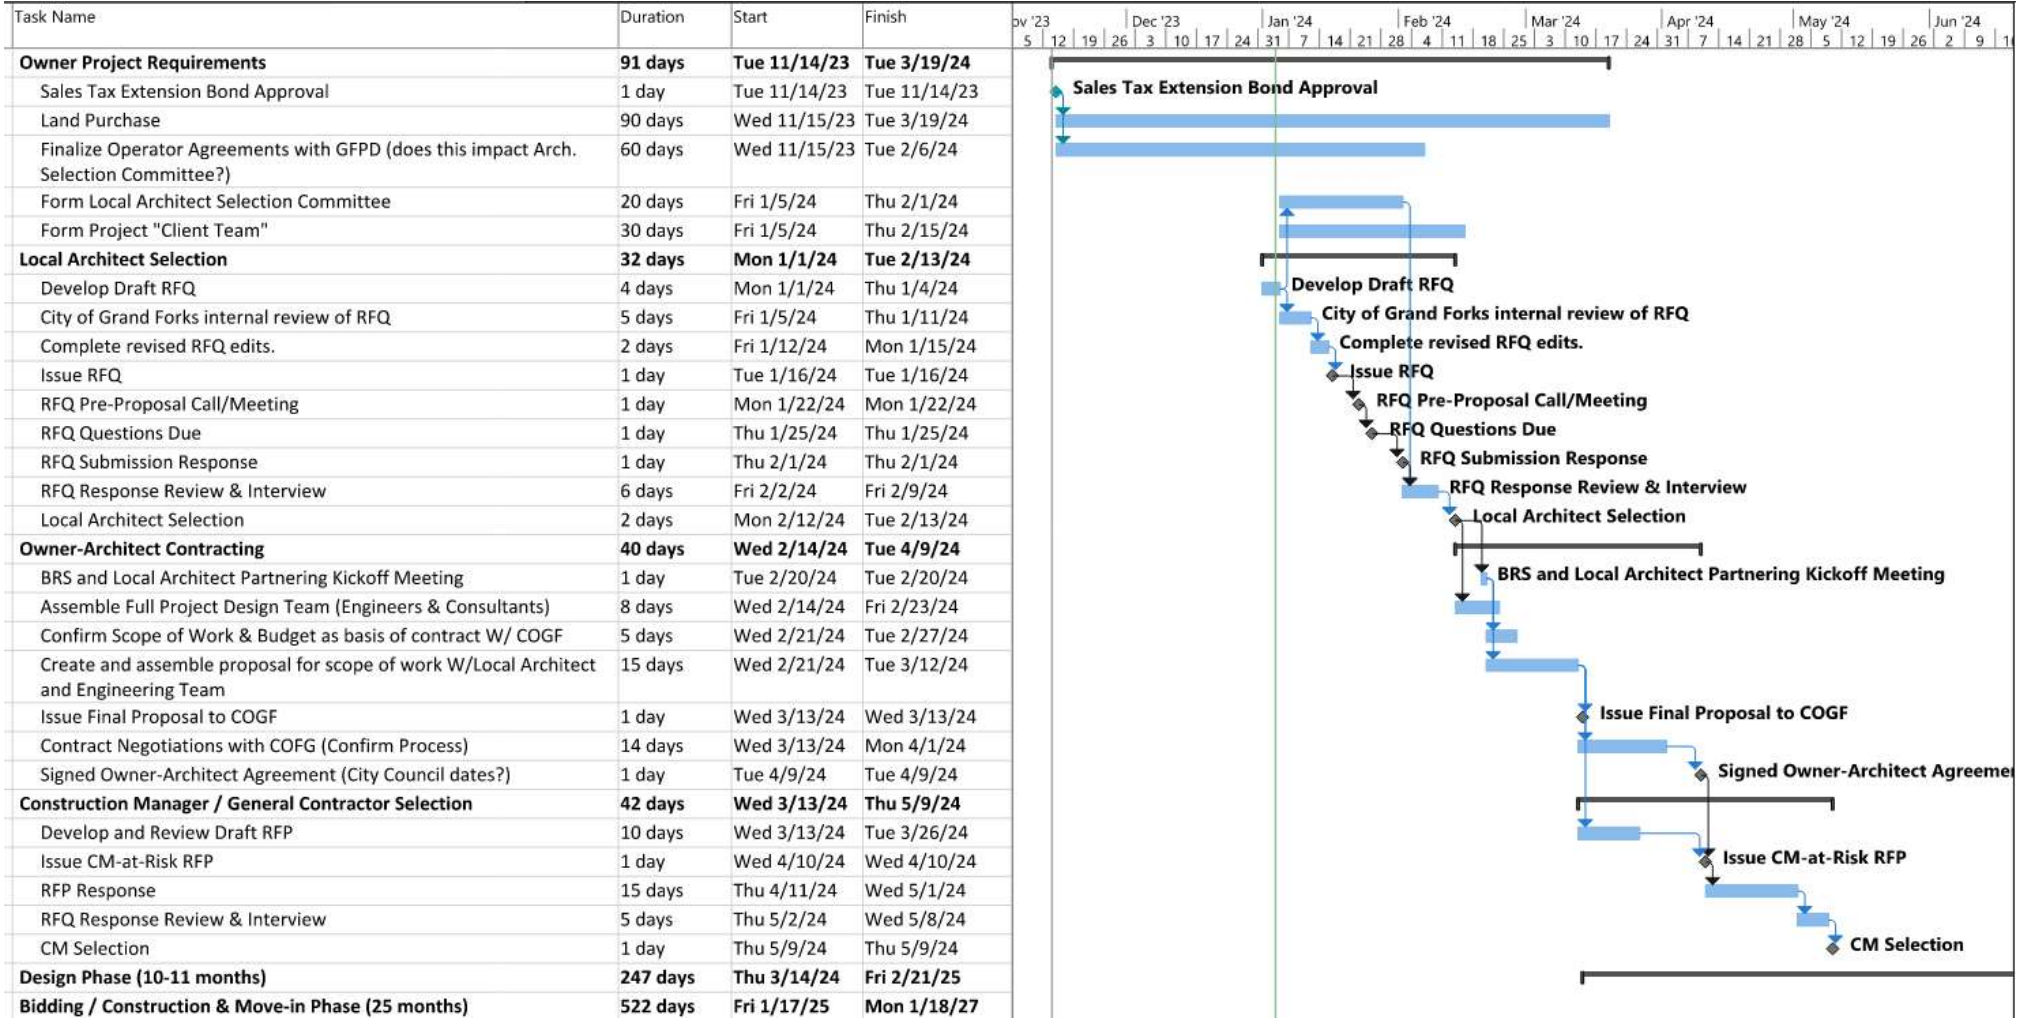 Task Name Duration Start Finish
ov '23 Dec '23 Jan '24 Feb '24 Mar '24 Apr '24 May '24 Jun '24
5 12 19 26 3 10 17 24 31 7 14 21 28 4 11 18 25 3 10 17 24 31 7 14 21 28 5 12 19 26 2 9 1
Owner Project Requirements 91 days Tue 11/14/23 Tue 3/19/24
Sales Tax Extension Bond Approval 1 day Tue 11/14/23 Tue 11/14/23 Sales Tax Extension Bond Approval
Land Purchase 90 days Wed 11/15/23 Tue 3/19/24
Finalize Operator Agreements with GFPD (does this impact Arch. 60 days Wed 11/15/23 Tue 2/6/24
Selection Committee?)
Form Local Architect Selection Committee 20 days Fri 1/5/24 Thu 2/1/24
Form Project "Client Team" 30 days Fri 1/5/24 Thu 2/15/24
Local Architect Selection 32 days Mon 1/1/24 Tue 2/13/24
Develop Draft RFQ 4 days Mon 1/1/24 Thu 1/4/24 Develop Draft RFQ
City of Grand Forks internal review of RFQ 5 days Fri 1/5/24 Thu 1/11/24 City of Grand Forks internal review of RFQ
Complete revised RFQ edits. 2 days Fri 1/12/24 Mon 1/15/24 Complete revised RFQ edits.
Issue RFQ 1 day Tue 1/16/24 Tue 1/16/24 Issue RFQ
RFQ Pre-Proposal Call/Meeting 1 day Mon 1/22/24 Mon 1/22/24 RFQ Pre-Proposal Call/Meeting
RFQ Questions Due 1 day Thu 1/25/24 Thu 1/25/24 RFQ Questions Due
RFQ Submission Response 1 day Thu 2/1/24 Thu 2/1/24 RFQ Submission Response
RFQ Response Review & Interview 6 days Fri 2/2/24 Fri 2/9/24 RFQ Response Review & Interview
Local Architect Selection 2 days Mon 2/12/24 Tue 2/13/24 Local Architect Selection
Owner-Architect Contracting 40 days Wed 2/14/24 Tue 4/9/24
BRS and Local Architect Partnering Kickoff Meeting 1 day Tue 2/20/24 Tue 2/20/24 BRS and Local Architect Partnering Kickoff Meeting
Assemble Full Project Design Team (Engineers & Consultants) 8 days Wed 2/14/24 Fri 2/23/24
Confirm Scope of Work & Budget as basis of contract W/ COGF 5 days Wed 2/21/24 Tue 2/27/24
Create and assemble proposal for scope of work W/Local Architect 15 days Wed 2/21/24 Tue 3/12/24
and Engineering Team
Issue Final Proposal to COGF 1 day Wed 3/13/24 Wed 3/13/24 Issue Final Proposal to COGF
Contract Negotiations with COFG (Confirm Process) 14 days Wed 3/13/24 Mon 4/1/24
Signed Owner-Architect Agreement (City Council dates?) 1 day Tue 4/9/24 Tue 4/9/24 Signed Owner-Architect Agreemen
Construction Manager / General Contractor Selection 42 days Wed 3/13/24 Thu 5/9/24
Develop and Review Draft RFP 10 days Wed 3/13/24 Tue 3/26/24
Issue CM-at-Risk RFP 1 day Wed 4/10/24 Wed 4/10/24 Issue CM-at-Risk RFP
RFP Response 15 days Thu 4/11/24 Wed 5/1/24
RFQ Response Review & Interview 5 days Thu 5/2/24 Wed 5/8/24
CM Selection 1 day Thu 5/9/24 Thu 5/9/24 CM Selection
Design Phase (10-11 months) 247 days Thu 3/14/24 Fri 2/21/25
Bidding / Construction & Move-in Phase (25 months) 522 days Fri 1/17/25 Mon 1/18/27